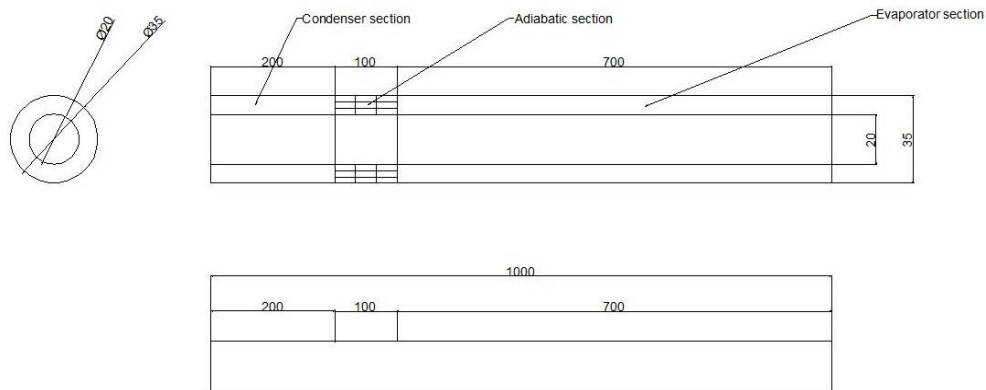 Condenser section
Adiabatic section
Evaporator section
Ø20
Ø35
200
100
700
20
35
1000
200
100
700